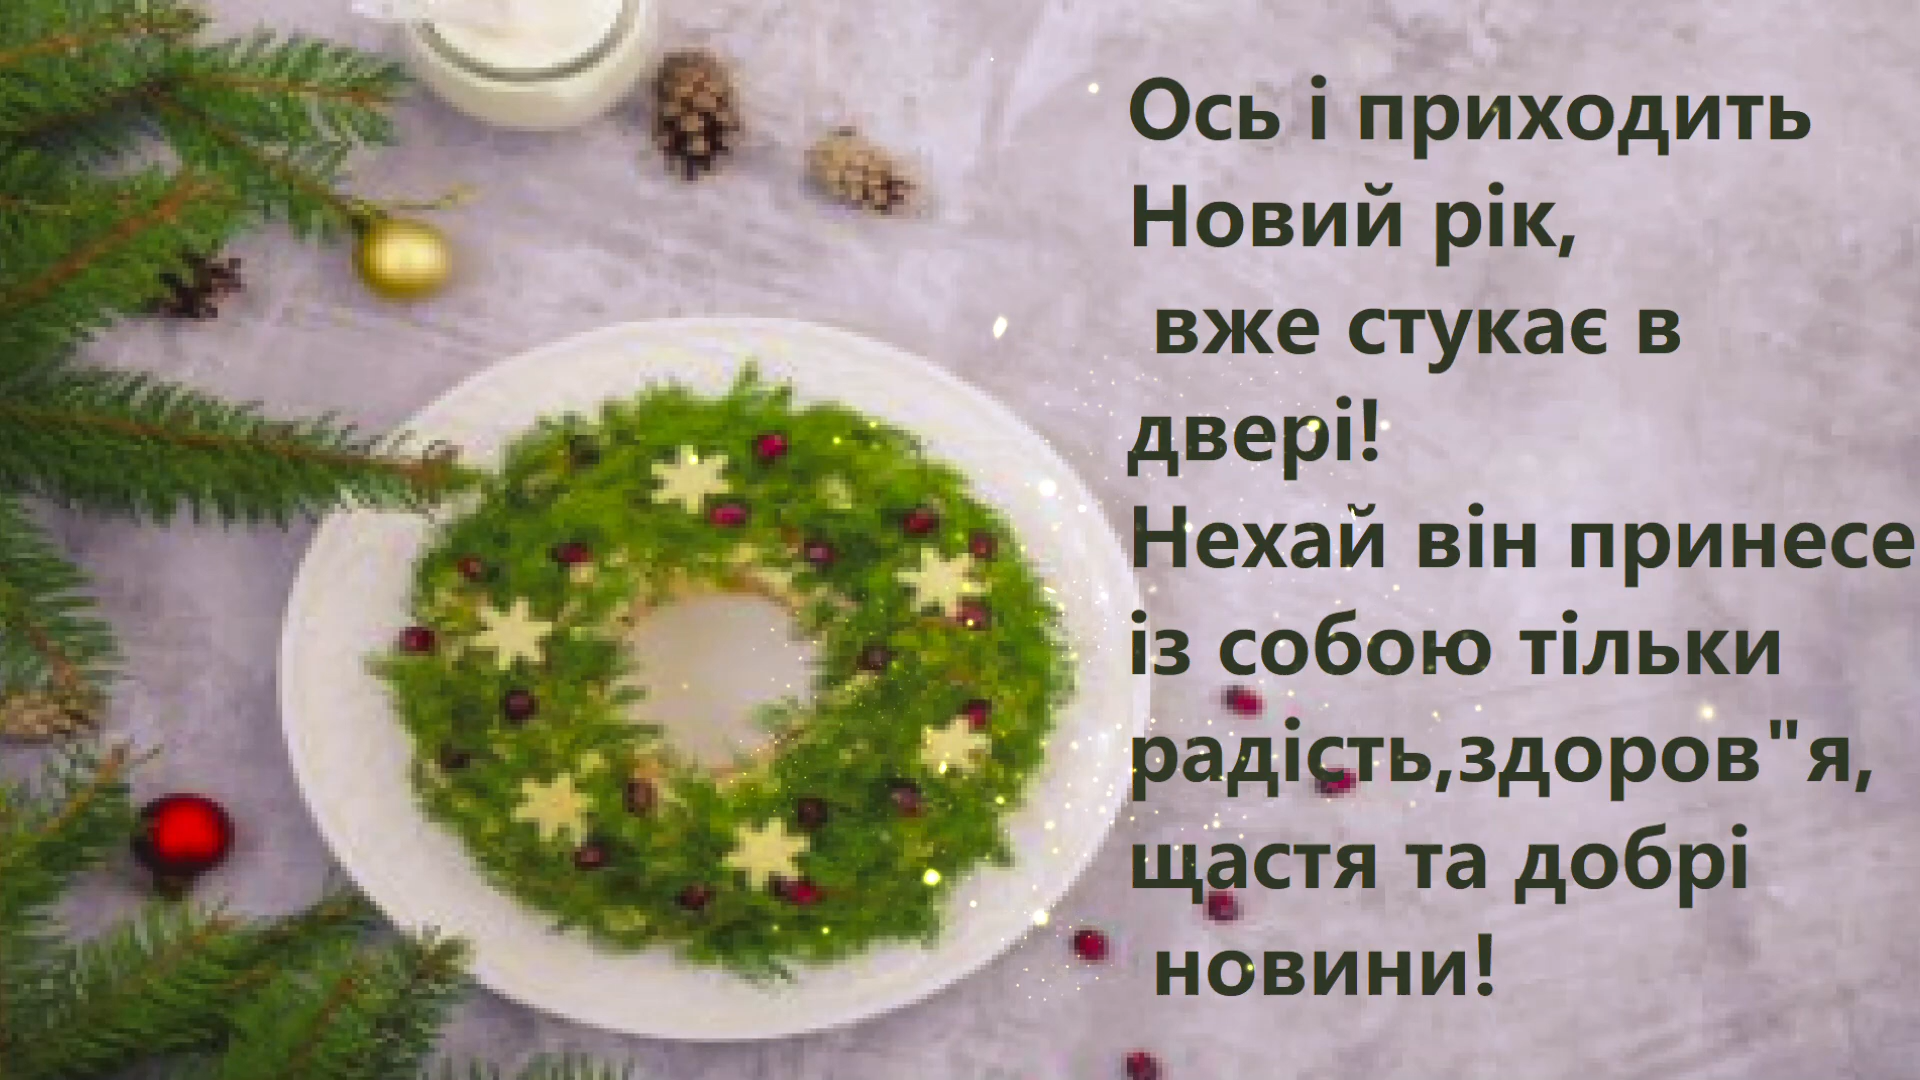 Ось і приходить
Новий рік,
вже стукає в
двері!
Нехай він принесе
із собою тільки
радість,здоров"я,
щастя та добрі
новини!